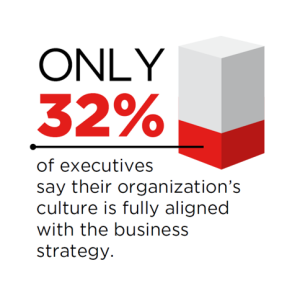 ONLY
32%
of executives
say their organization's
culture is fully aligned
with the business
strategy.